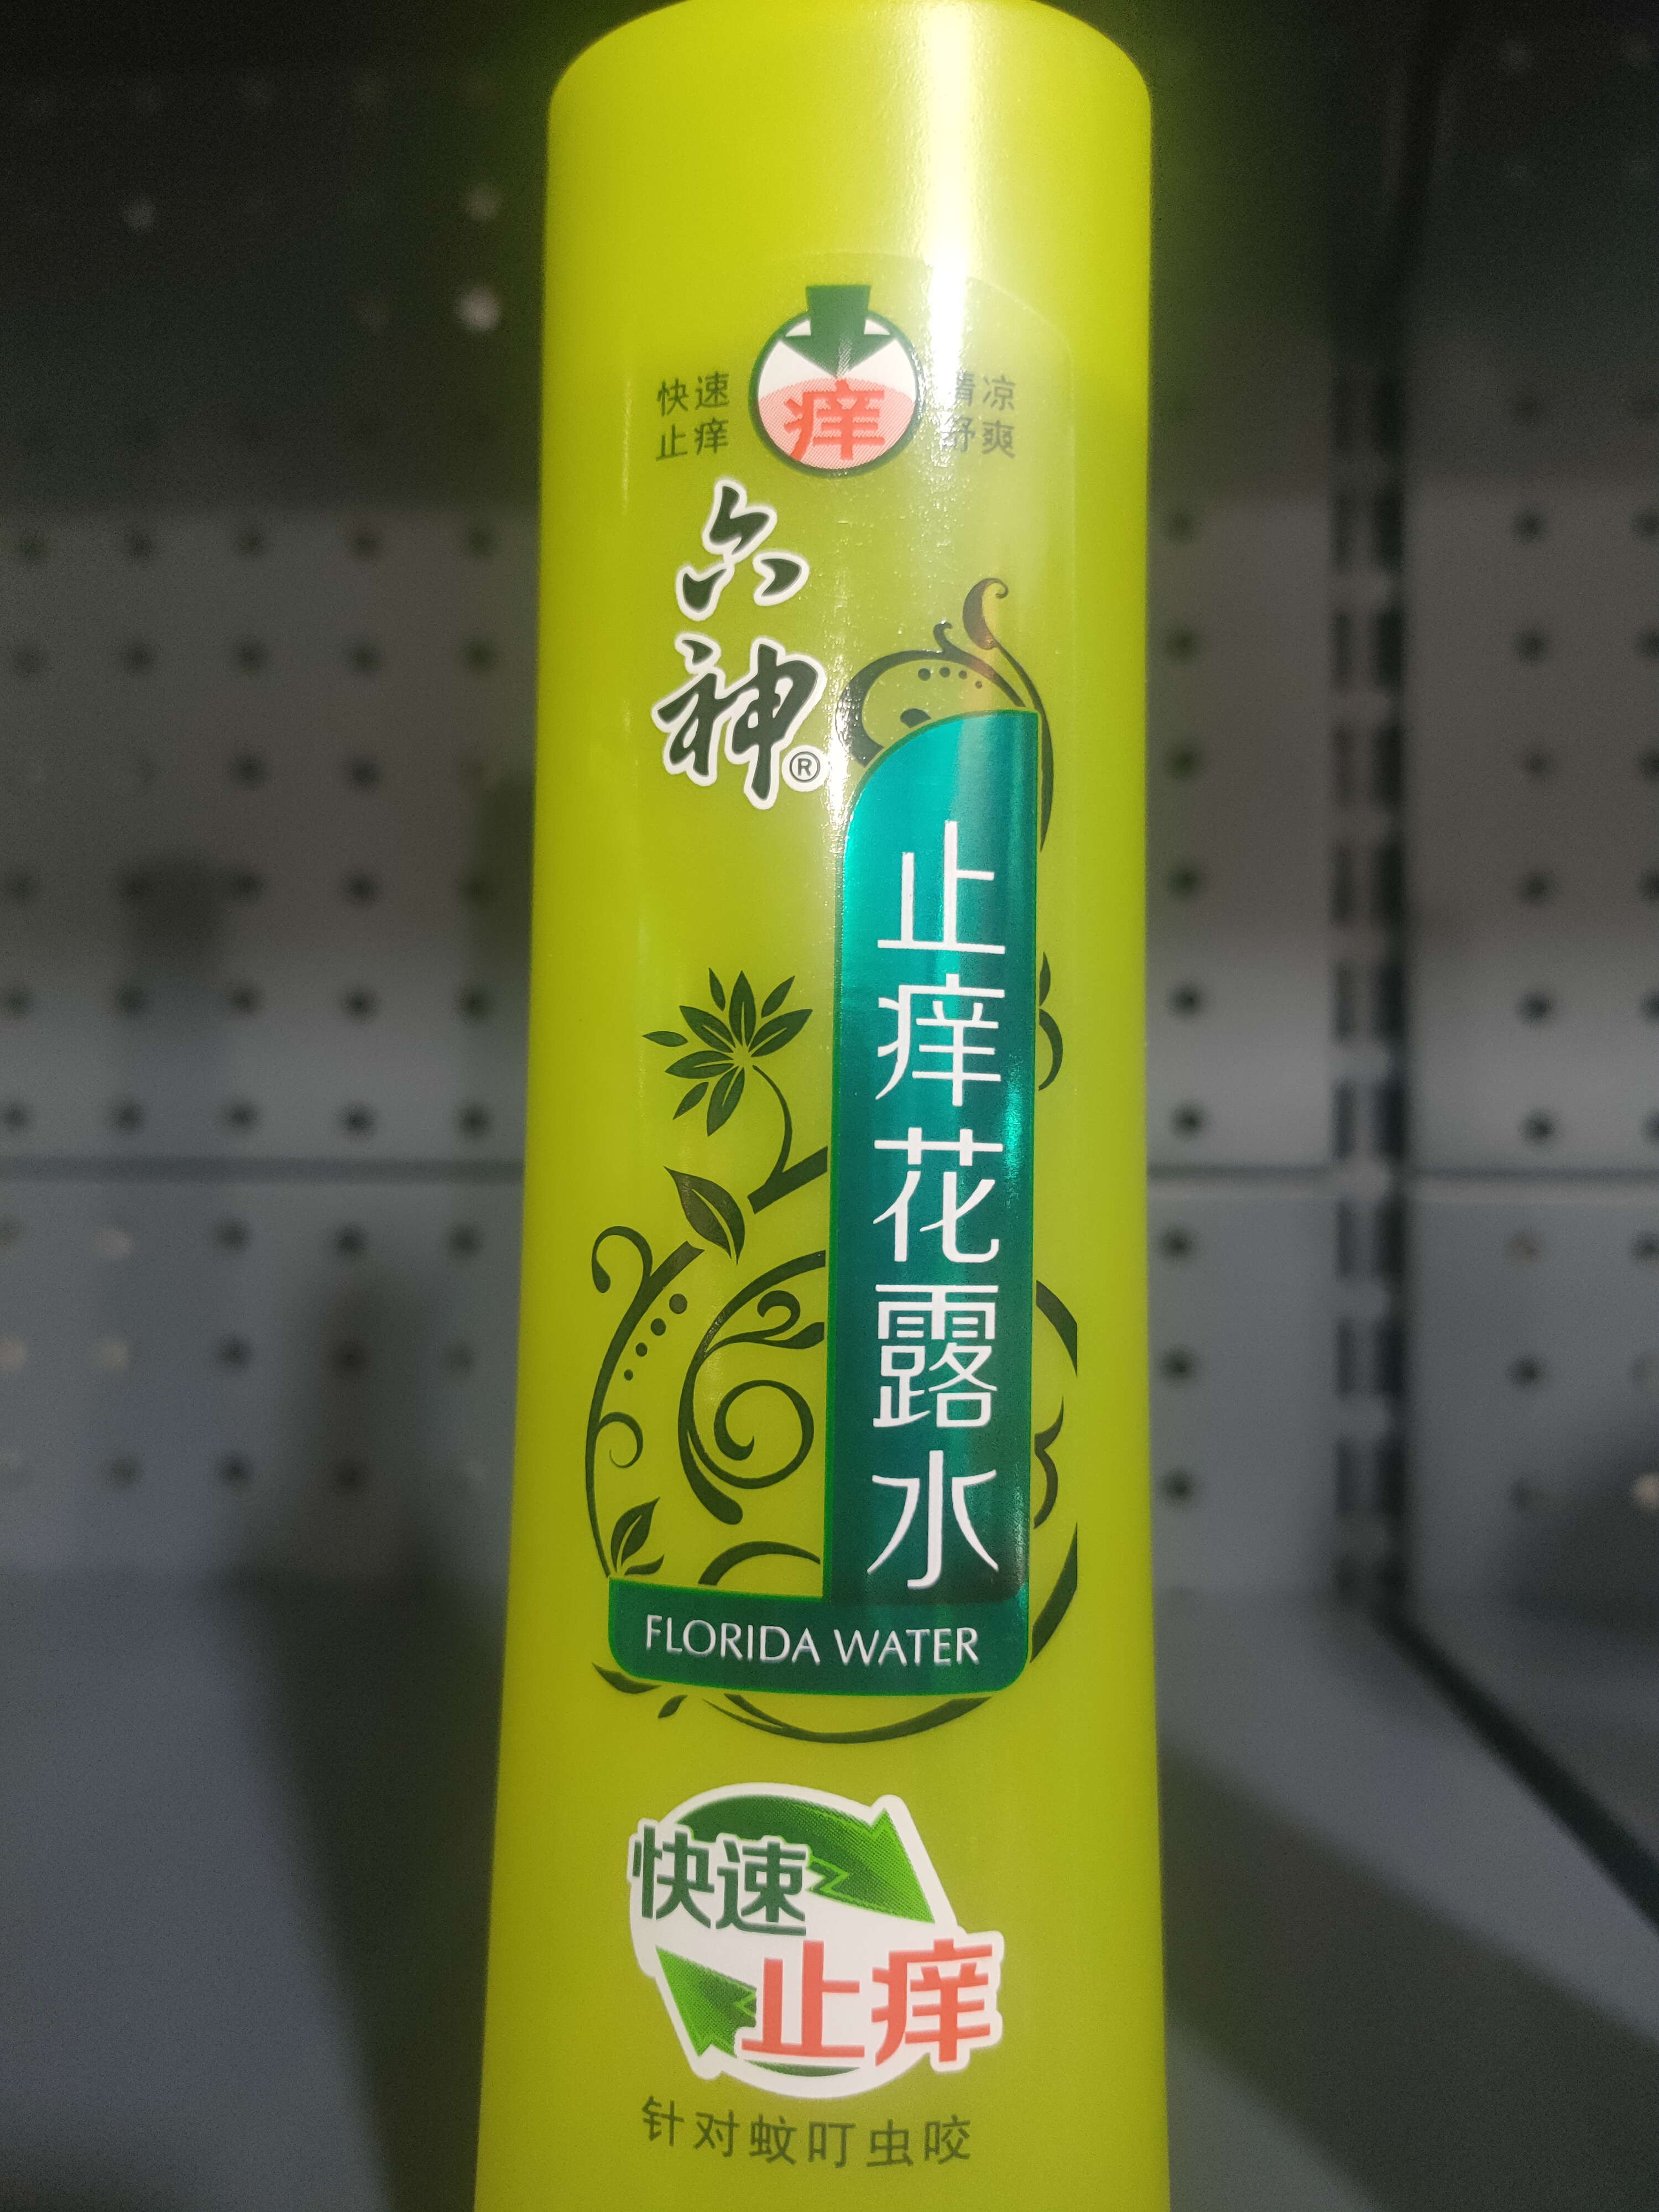 快速
止痒
痒
清凉
舒爽
六神®
止痒花露水
FLORIDA WATER
快速
止痒
针对蚊叮虫咬